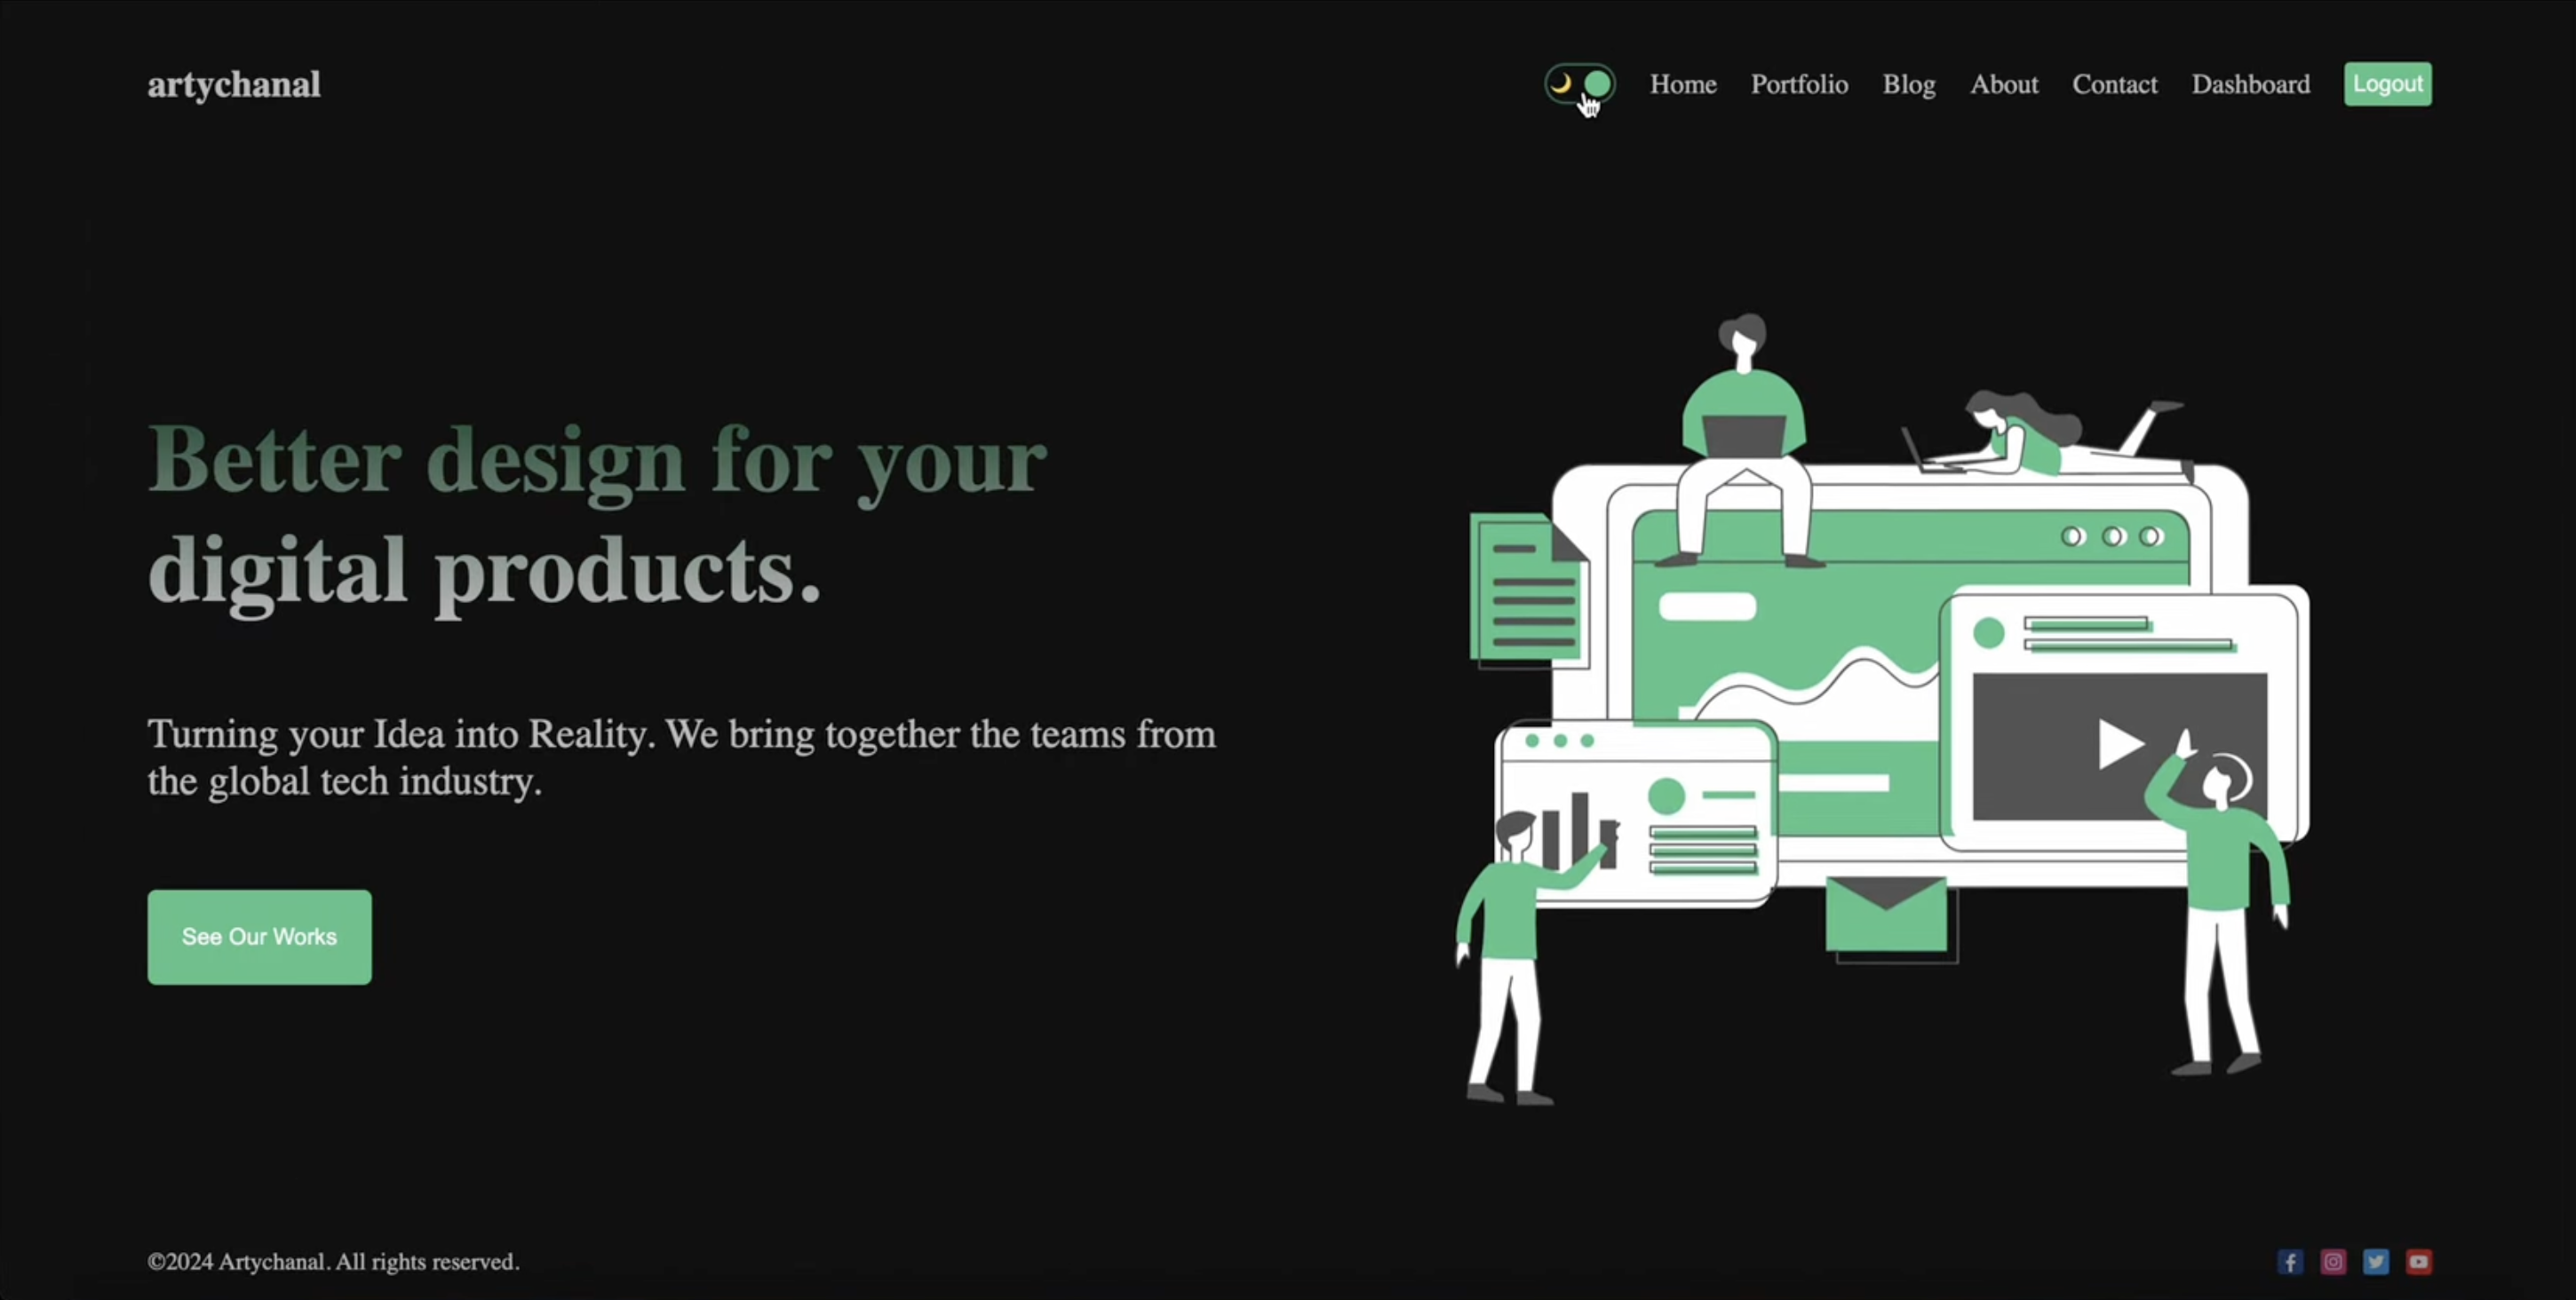 artychanal
Home Portfolio Blog About Contact Dashboard Logout
Better design for your
digital products.
Turning your Idea into Reality. We bring together the teams from
the global tech industry.
See Our Works
©2024 Artychanal. All rights reserved.